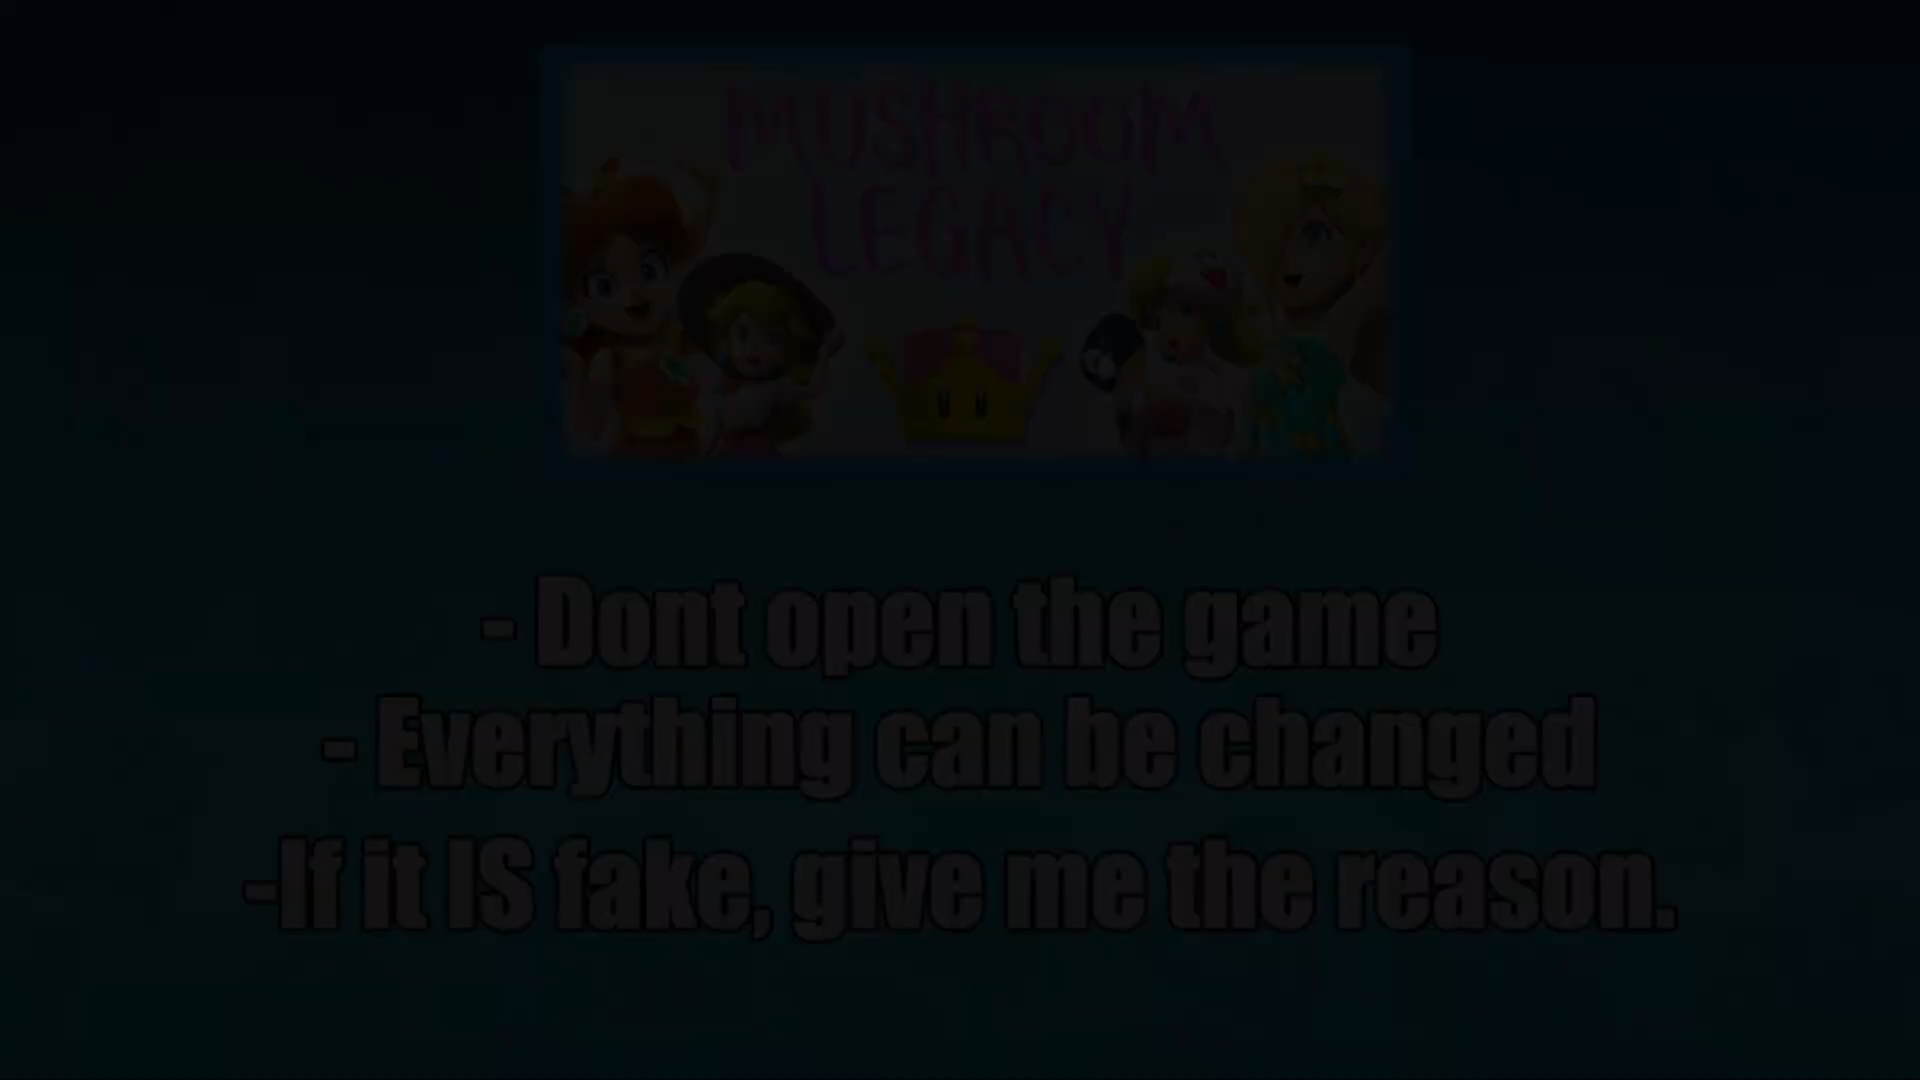 MUSHROOM
LEGACY
- Dont open the game
- Everything can be changed
-If it IS fake, give me the reason.